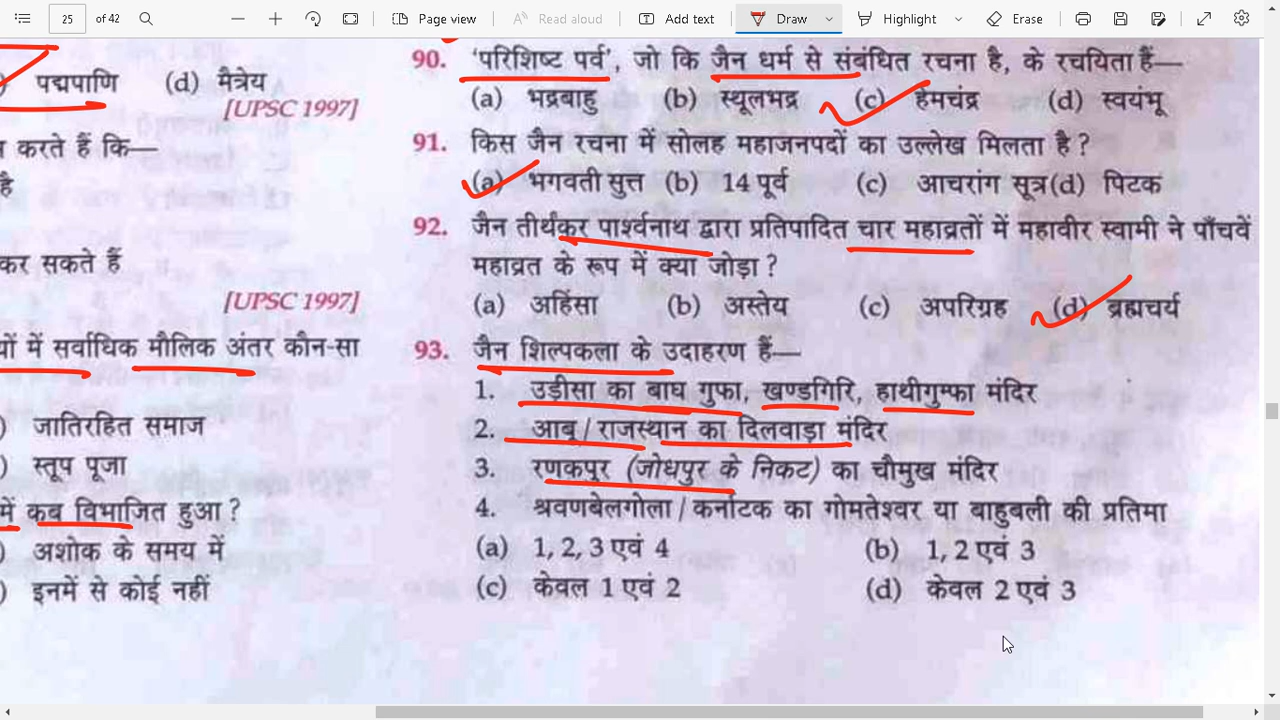 25 of 42 Page view Read aloud Add text Draw Highlight Erase
पद्मपाणि (d) मैत्रेय
[UPSC 1997]
करते हैं कि—
है
कर सकते हैं
[UPSC 1997]
में सर्वाधिक मौलिक अंतर कौन-सा
जातिरहित समाज
स्तूप पूजा
में कब विभाजित हुआ ?
अशोक के समय में
इनमें से कोई नहीं
90. 'परिशिष्ट पर्व', जो कि जैन धर्म से संबंधित रचना है, के रचयिता हैं—
(a) भद्रबाहु (b) स्थूलभद्र (c) हेमचंद्र (d) स्वयंभू
91. किस जैन रचना में सोलह महाजनपदों का उल्लेख मिलता है ?
(a) भगवती सुत्त (b) 14 पूर्व (c) आचरांग सूत्र (d) पिटक
92. जैन तीर्थंकर पार्श्वनाथ द्वारा प्रतिपादित चार महाव्रतों में महावीर स्वामी ने पाँचवें
महाव्रत के रूप में क्या जोड़ा ?
(a) अहिंसा (b) अस्तेय (c) अपरिग्रह (d) ब्रह्मचर्य
93. जैन शिल्पकला के उदाहरण हैं—
1. उड़ीसा का बाघ गुफा, खण्डगिरि, हाथीगुम्फा मंदिर
2. आबू / राजस्थान का दिलवाड़ा मंदिर
3. रणकपुर (जोधपुर के निकट) का चौमुख मंदिर
4. श्रवणबेलगोला / कर्नाटक का गोमतेश्वर या बाहुबली की प्रतिमा
(a) 1, 2, 3 एवं 4 (b) 1, 2 एवं 3
(c) केवल 1 एवं 2 (d) केवल 2 एवं 3